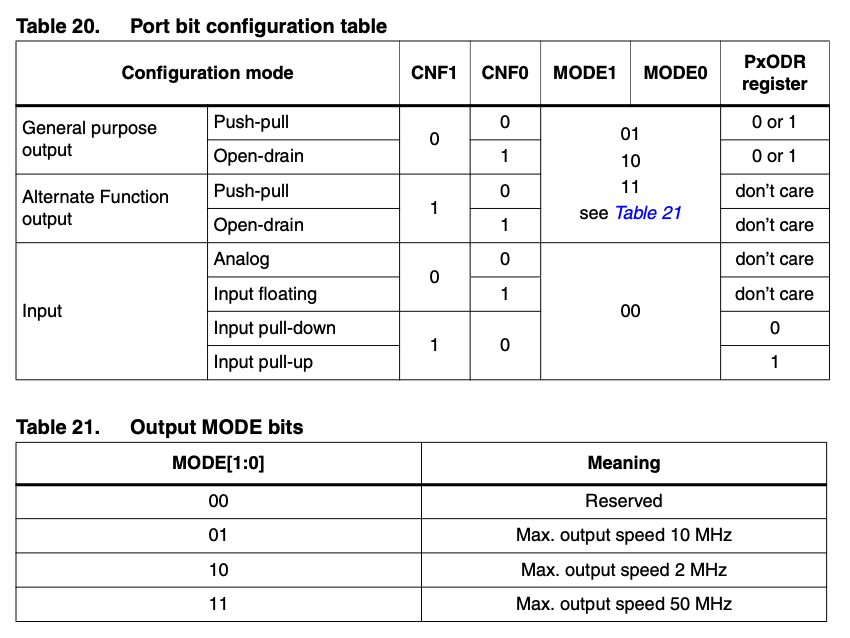 Table 20. Port bit configuration table
Configuration mode CNF1 CNF0 MODE1 MODE0 PxODR register
General purpose output Push-pull 0 0 01 10 11 see Table 21 0 or 1
Open-drain 1 0 or 1
Alternate Function output Push-pull 1 0 don't care
Open-drain 1 don't care
Input Analog 0 0 00 don't care
Input floating 1 don't care
Input pull-down 1 0 0
Input pull-up 1
Table 21. Output MODE bits
MODE[1:0] Meaning
00 Reserved
01 Max. output speed 10 MHz
10 Max. output speed 2 MHz
11 Max. output speed 50 MHz